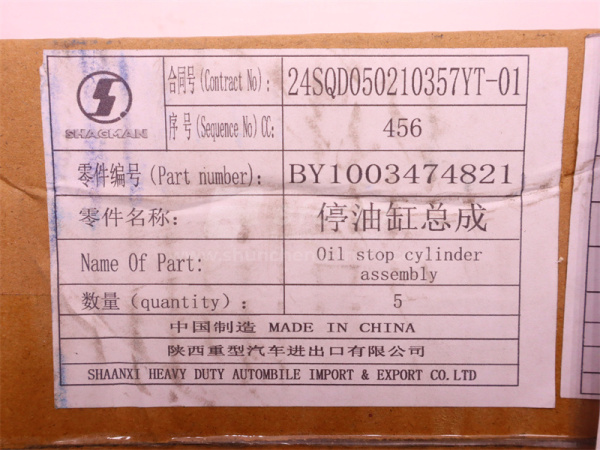 SHACMAN
合同号(Contract No): 24SQD050210357YT-01
序号(Sequence No)CC: 456
零件编号(Part number): BY1003474821
零件名称: 停油缸总成
Name Of Part: Oil stop cylinder
assembly
数量(quantity): 5
中国制造 MADE IN CHINA
陕西重型汽车进出口有限公司
SHAANXI HEAVY DUTY AUTOMBILE IMPORT & EXPORT CO.LTD